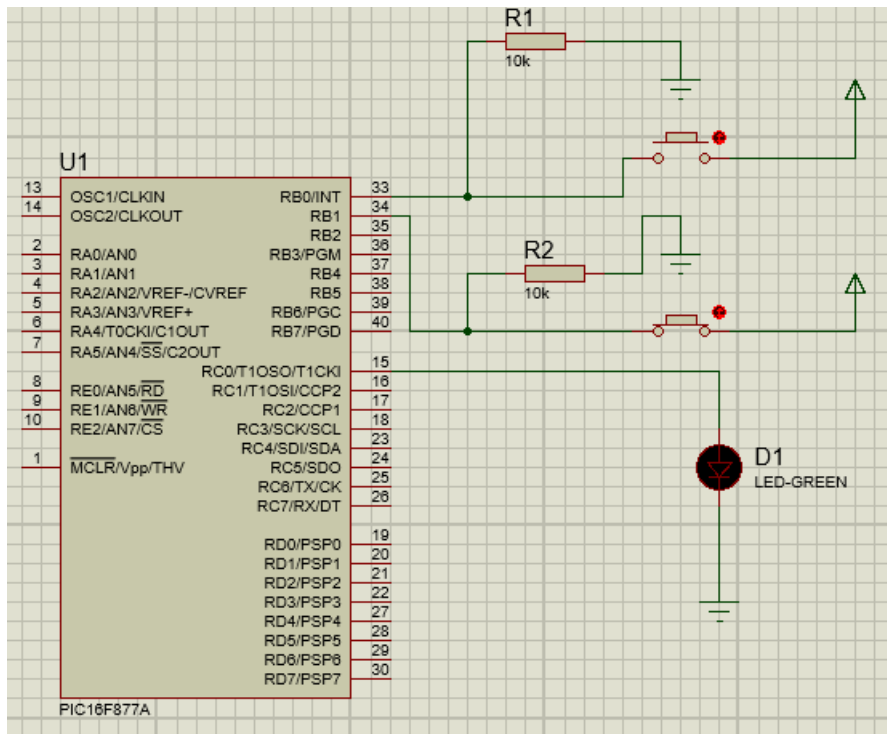 R1
10k
U1
13 OSC1/CLKIN
14 OSC2/CLKOUT
2 RA0/AN0
3 RA1/AN1
4 RA2/AN2/VREF-/CVREF
5 RA3/AN3/VREF+
6 RA4/T0CKI/C1OUT
7 RA5/AN4/SS/C2OUT
8 RE0/AN5/RD
9 RE1/AN6/WR
10 RE2/AN7/CS
1 MCLR/Vpp/THV
RB0/INT 33
RB1 34
RB2 35
RB3/PGM 36
RB4 37
RB5 38
RB6/PGC 39
RB7/PGD 40
RC0/T1OSO/T1CKI 15
RC1/T1OSI/CCP2 16
RC2/CCP1 17
RC3/SCK/SCL 18
RC4/SDI/SDA 23
RC5/SDO 24
RC6/TX/CK 25
RC7/RX/DT 26
RD0/PSP0 19
RD1/PSP1 20
RD2/PSP2 21
RD3/PSP3 22
RD4/PSP4 27
RD5/PSP5 28
RD6/PSP6 29
RD7/PSP7 30
PIC16F877A
R2
10k
D1
LED-GREEN